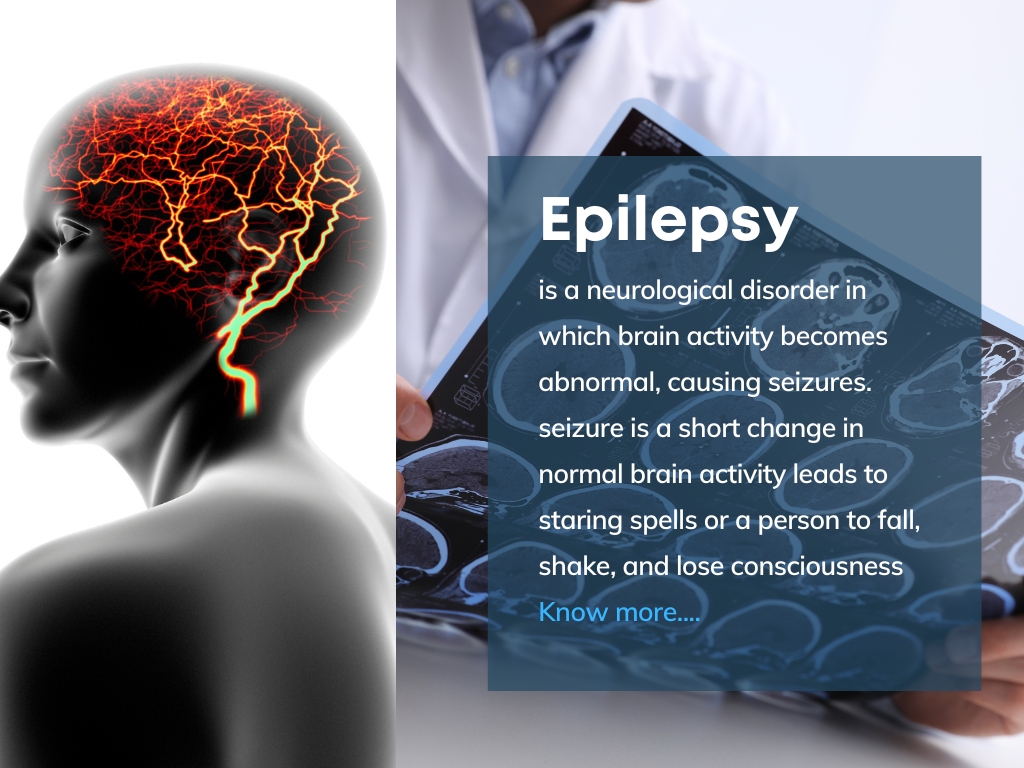 Epilepsy
is a neurological disorder in
which brain activity becomes
abnormal, causing seizures.
seizure is a short change in
normal brain activity leads to
staring spells or a person to fall,
shake, and lose consciousness
Know more....